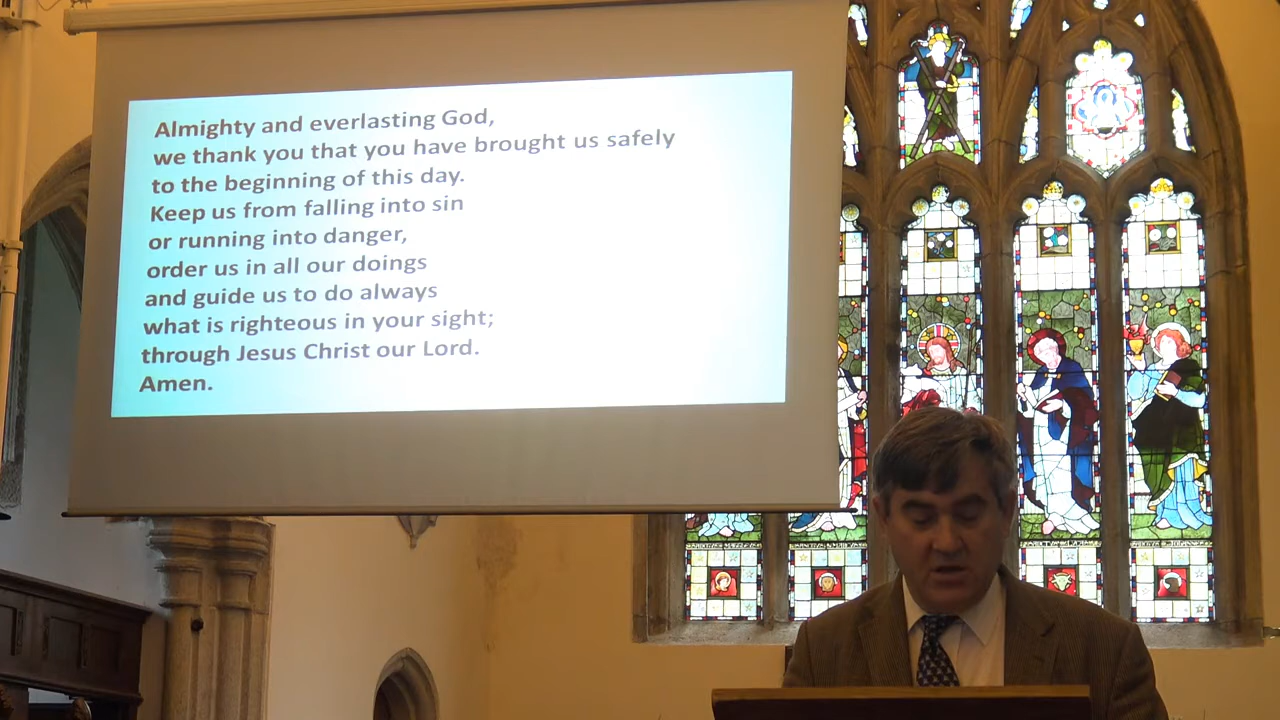 Almighty and everlasting God,
we thank you that you have brought us safely
to the beginning of this day.
Keep us from falling into sin
or running into danger,
order us in all our doings
and guide us to do always
what is righteous in your sight;
through Jesus Christ our Lord.
Amen.